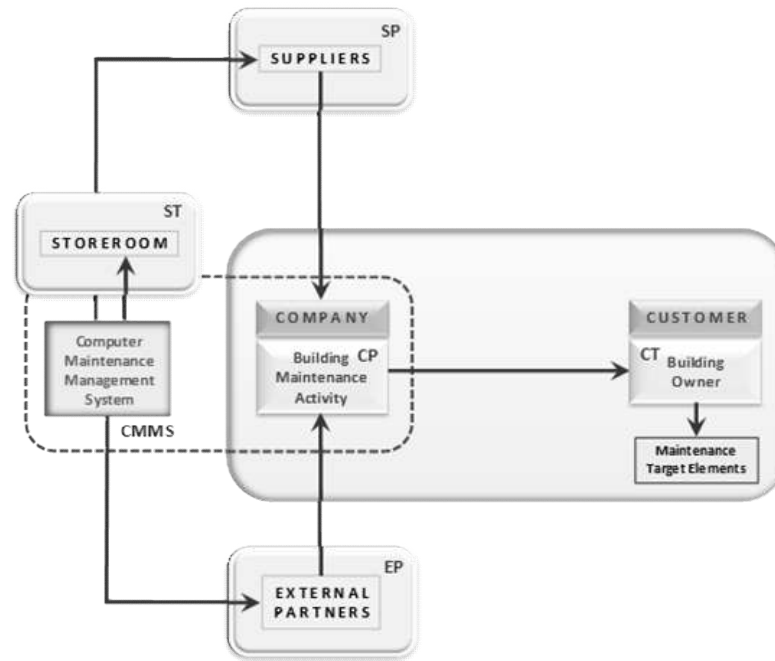 SP
SUPPLIERS
ST
STOREROOM
COMPANY
CUSTOMER
Computer
Maintenance
Management
System
Building CP
Maintenance
Activity
CT Building
Owner
CMMS
Maintenance
Target Elements
EP
EXTERNAL
PARTNERS